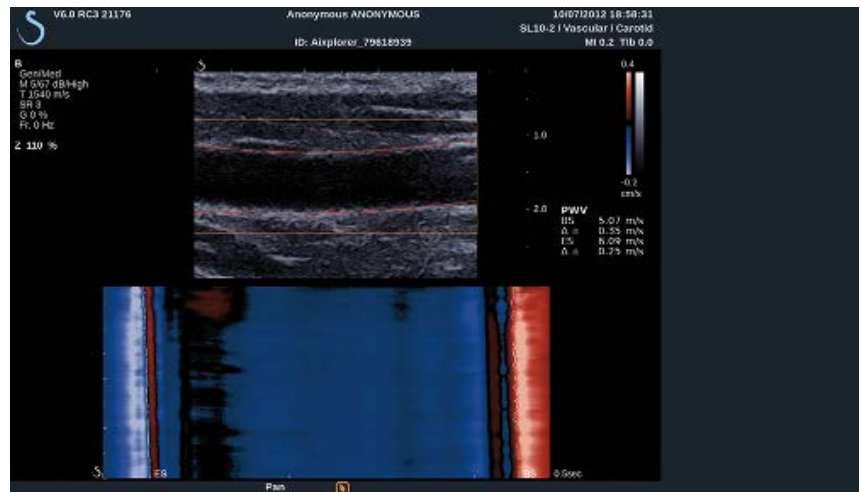 V6.0 RC3 21176
Anonymous ANONYMOUS
10/07/2012 18:58:31
SL10-2 | Vascular | Carotid
ID: Aixplorer_79618939
MI 0.2 TIb 0.0
B
Gen/Med
M 5/67 dB/High
T 1540 m/s
SR 3
G 0 %
Fr. 0 Hz
Z 110 %
0.4
1.0
-0.2
cm/s
2.0
PWV
BS 5.07 m/s
Δ ± 0.35 m/s
ES 6.09 m/s
Δ ± 0.25 m/s
ES
BS
0.5sec
Pan